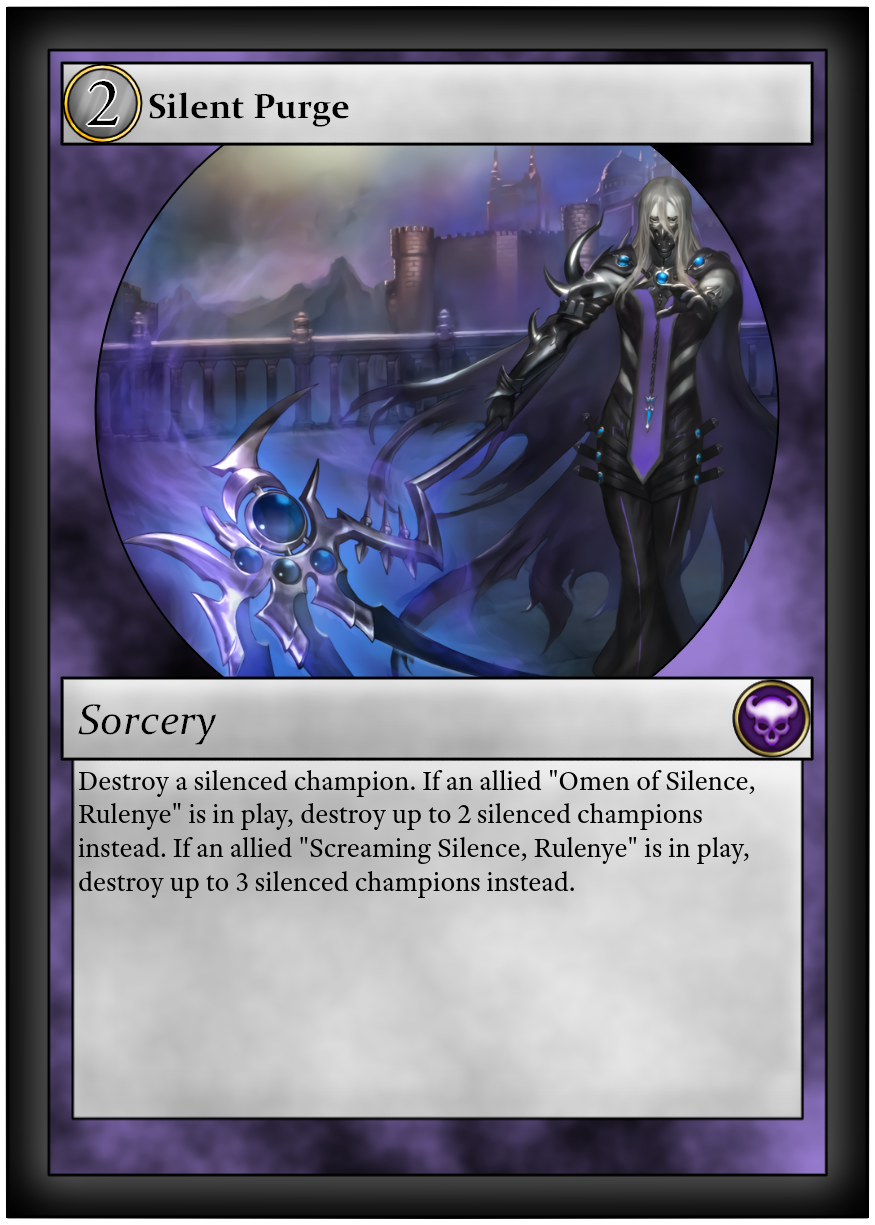 2
Silent Purge
Sorcery
Destroy a silenced champion. If an allied "Omen of Silence,
Rulenye" is in play, destroy up to 2 silenced champions
instead. If an allied "Screaming Silence, Rulenye" is in play,
destroy up to 3 silenced champions instead.